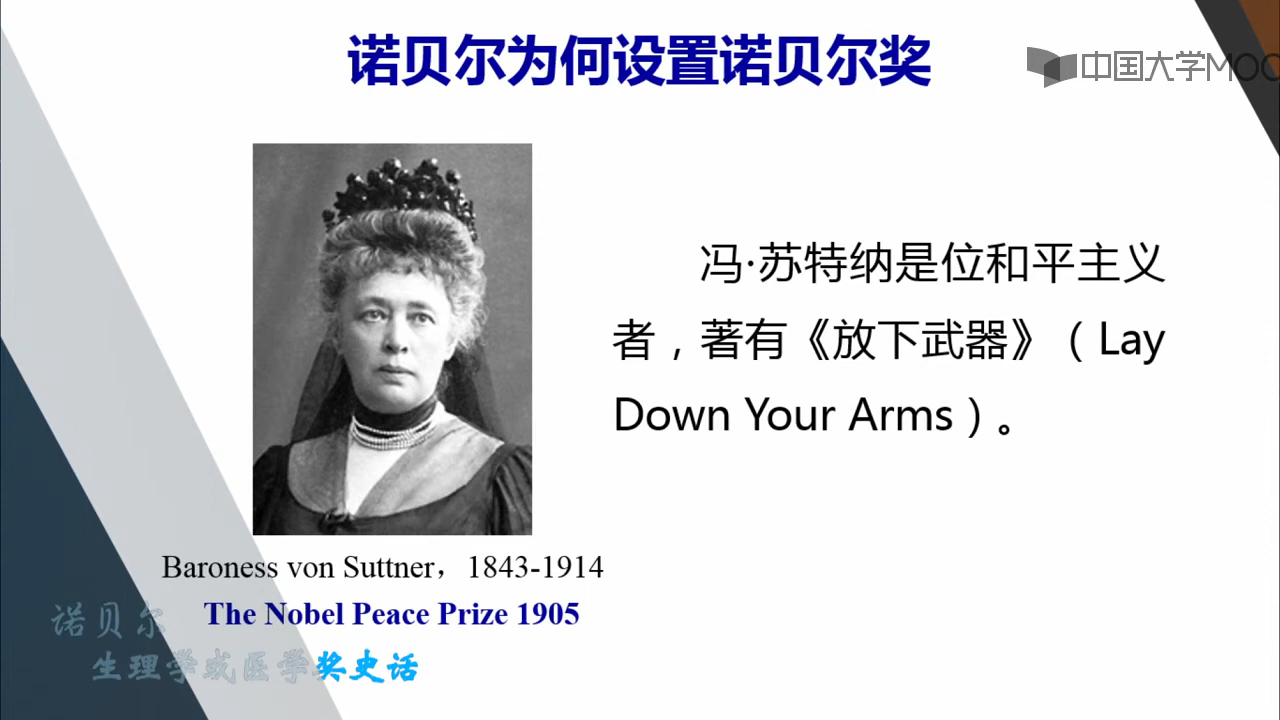 诺贝尔为何设置诺贝尔奖
中国大学MOO
冯·苏特纳是位和平主义
者，著有《放下武器》（Lay
Down Your Arms）。
Baroness von Suttner，1843-1914
The Nobel Peace Prize 1905
诺贝尔
生理学或医学奖史话